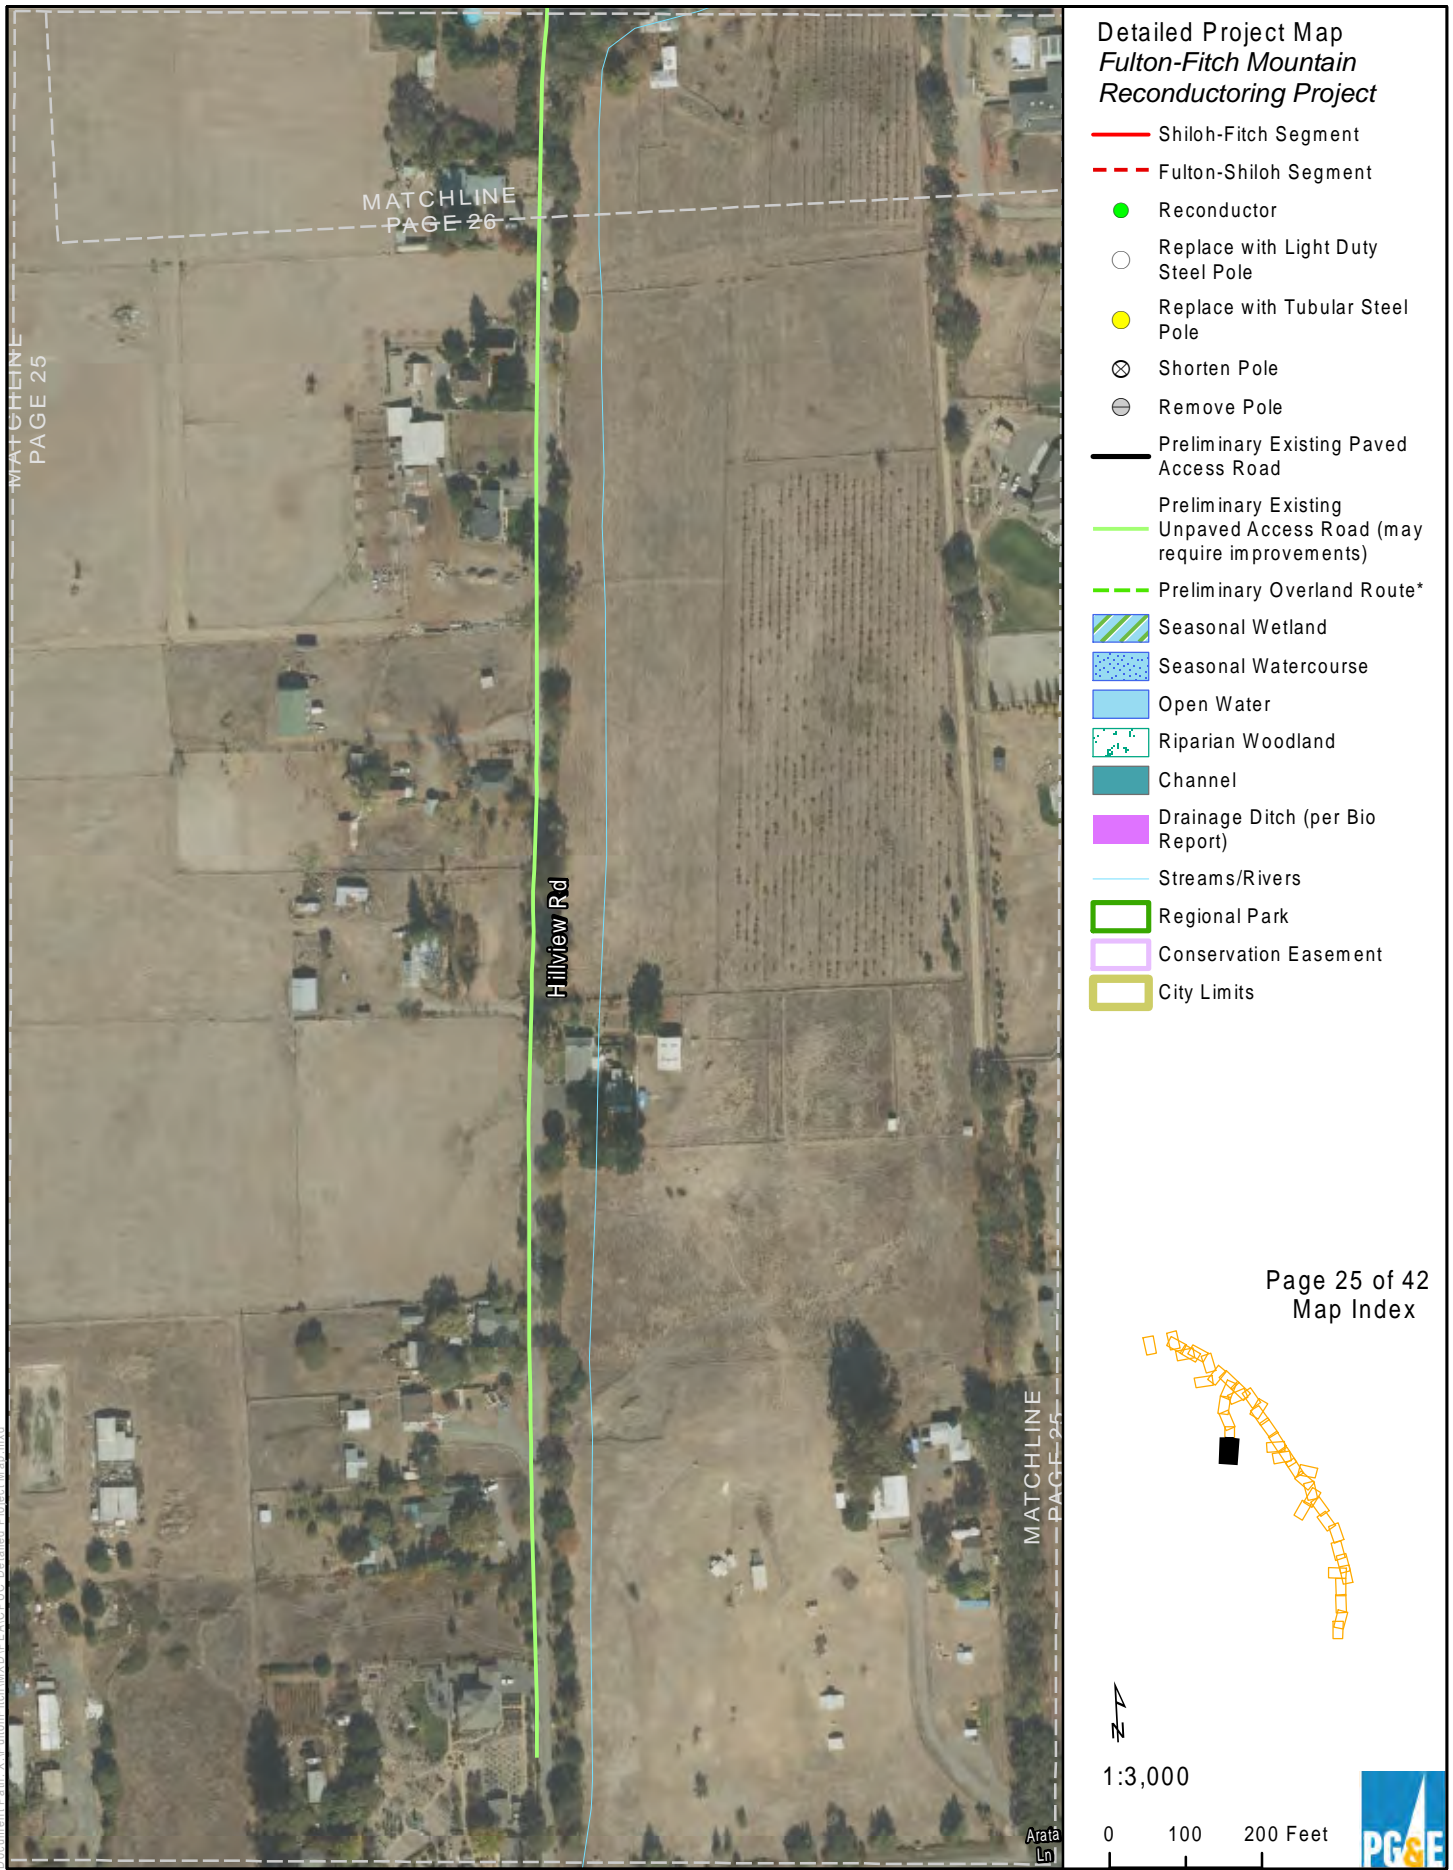 MATCHLINE
PAGE 26
MATCHLINE
PAGE 25
Hillview Rd
MATCHLINE
PAGE 25
Arata
Ln
Detailed Project Map
Fulton-Fitch Mountain
Reconductoring Project
Shiloh-Fitch Segment
Fulton-Shiloh Segment
Reconductor
Replace with Light Duty
Steel Pole
Replace with Tubular Steel
Pole
Shorten Pole
Remove Pole
Preliminary Existing Paved
Access Road
Preliminary Existing
Unpaved Access Road (may
require improvements)
Preliminary Overland Route*
Seasonal Wetland
Seasonal Watercourse
Open Water
Riparian Woodland
Channel
Drainage Ditch (per Bio
Report)
Streams/Rivers
Regional Park
Conservation Easement
City Limits
Page 25 of 42
Map Index
N
1:3,000
0 100 200 Feet
PG&E